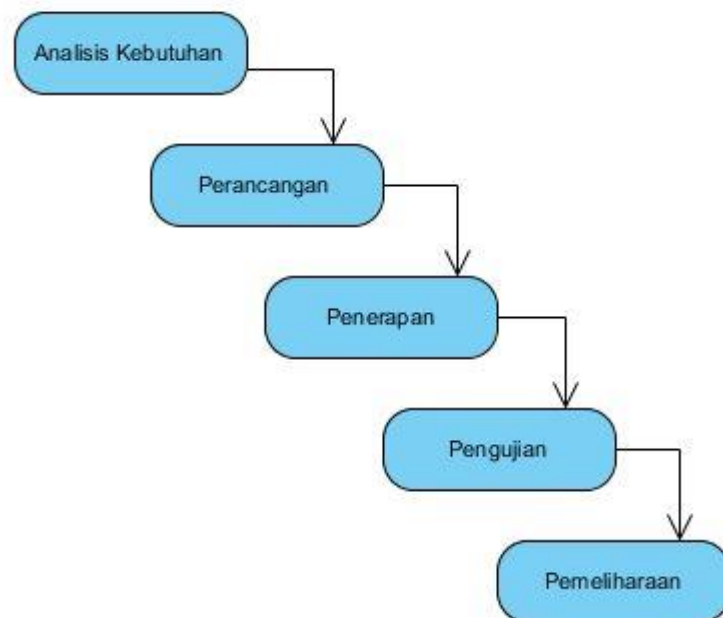 Analisis Kebutuhan
Perancangan
Penerapan
Pengujian
Pemeliharaan